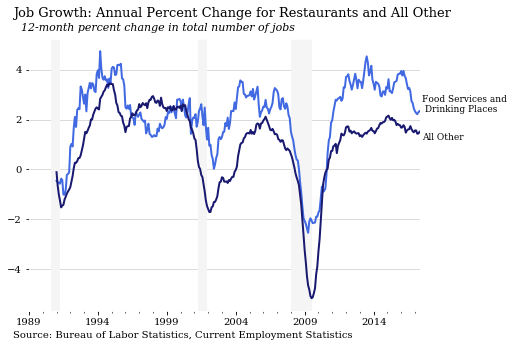 Job Growth: Annual Percent Change for Restaurants and All Other
12-month percent change in total number of jobs
4
2
0
−2
−4
Food Services and
Drinking Places
All Other
1989
1994
1999
2004
2009
2014
Source: Bureau of Labor Statistics, Current Employment Statistics